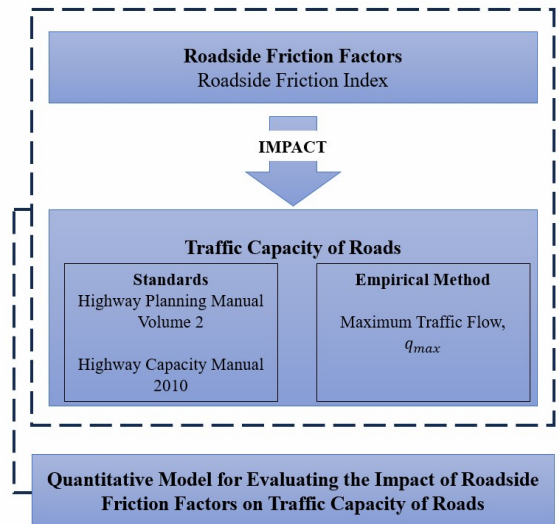 Roadside Friction Factors
Roadside Friction Index
IMPACT
Traffic Capacity of Roads
Standards
Highway Planning Manual
Volume 2
Highway Capacity Manual
2010
Empirical Method
Maximum Traffic Flow,
q_max
Quantitative Model for Evaluating the Impact of Roadside
Friction Factors on Traffic Capacity of Roads